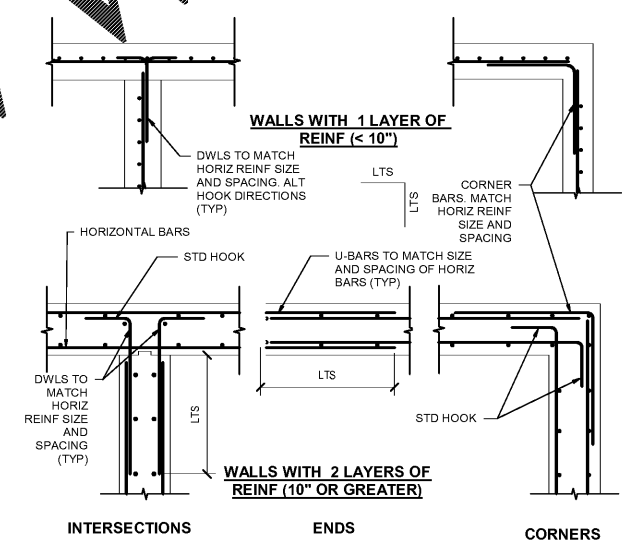 WALLS WITH 1 LAYER OF
REINF (< 10")
DWLS TO MATCH
HORIZ REINF SIZE
AND SPACING. ALT
HOOK DIRECTIONS
(TYP)
LTS
LTS
CORNER
BARS. MATCH
HORIZ REINF
SIZE AND
SPACING
HORIZONTAL BARS
STD HOOK
U-BARS TO MATCH SIZE
AND SPACING OF HORIZ
BARS (TYP)
DWLS TO
MATCH
HORIZ
REINF SIZE
AND
SPACING
(TYP)
LTS
LTS
STD HOOK
WALLS WITH 2 LAYERS OF
REINF (10" OR GREATER)
INTERSECTIONS
ENDS
CORNERS